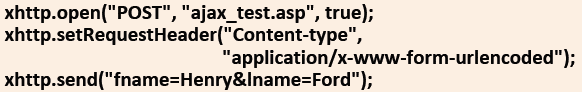 xhttp.open("POST", "ajax_test.asp", true);
xhttp.setRequestHeader("Content-type",
"application/x-www-form-urlencoded");
xhttp.send("fname=Henry&lname=Ford");